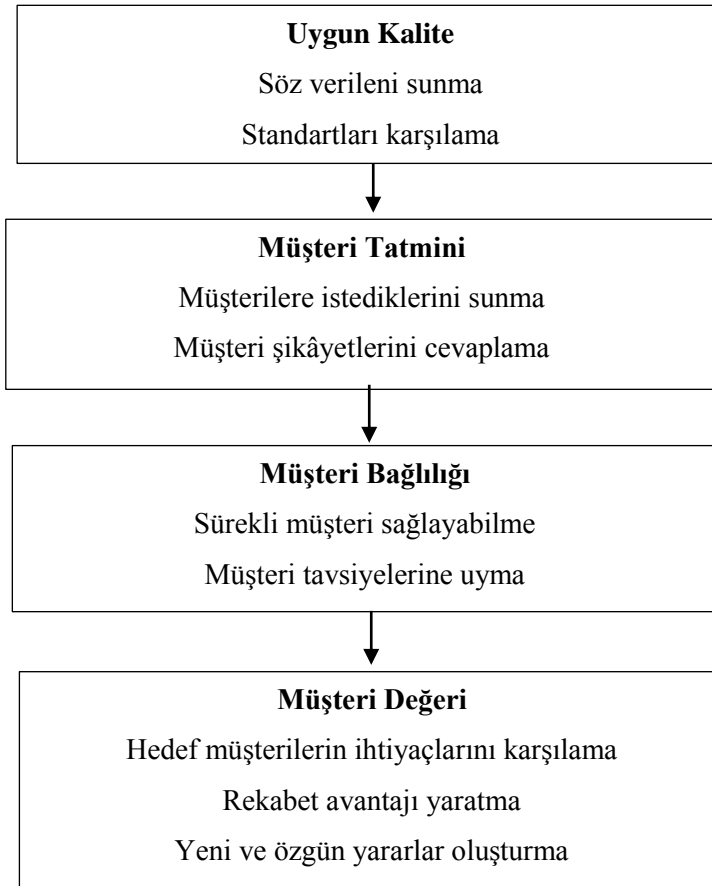 Uygun Kalite
Söz verileni sunma
Standartları karşılama
Müşteri Tatmini
Müşterilere istediklerini sunma
Müşteri şikâyetlerini cevaplama
Müşteri Bağlılığı
Sürekli müşteri sağlayabilme
Müşteri tavsiyelerine uyma
Müşteri Değeri
Hedef müşterilerin ihtiyaçlarını karşılama
Rekabet avantajı yaratma
Yeni ve özgün yararlar oluşturma